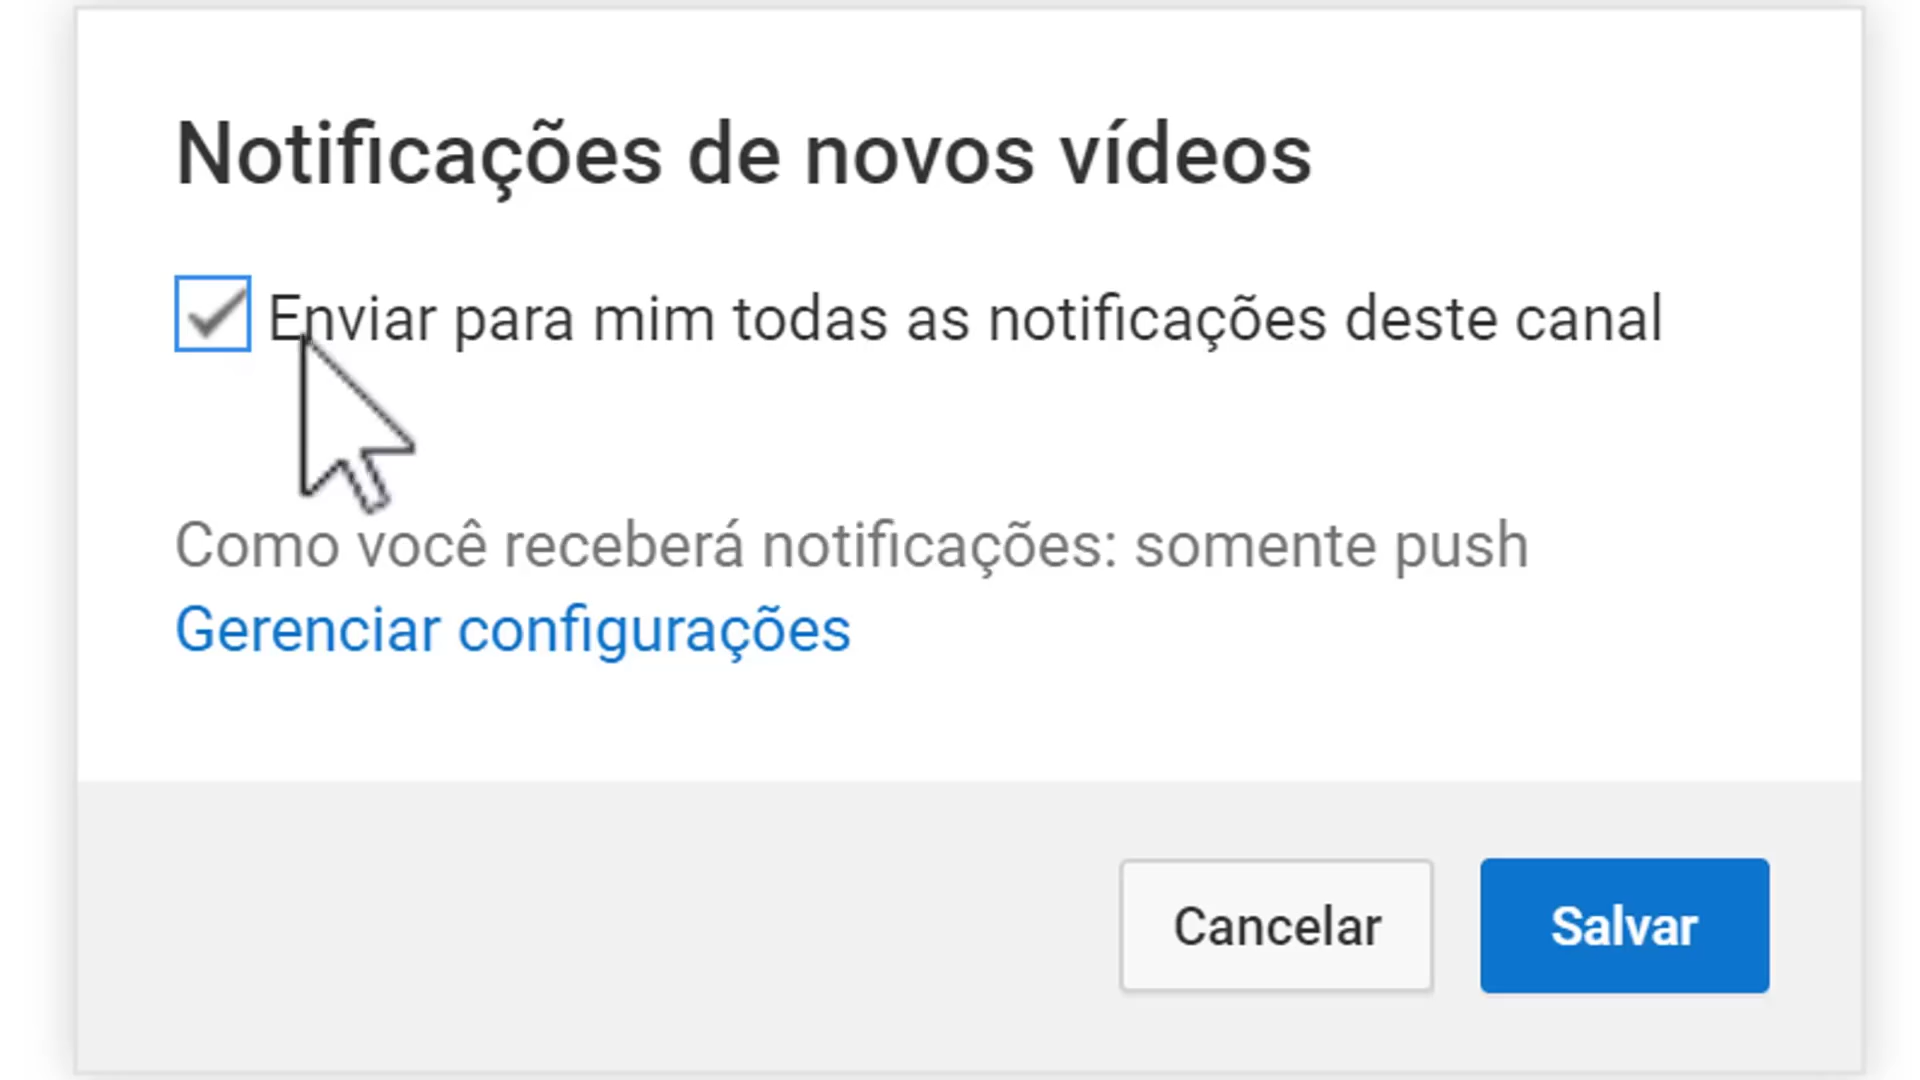 Notificações de novos vídeos
Enviar para mim todas as notificações deste canal
Como você receberá notificações: somente push
Gerenciar configurações
Cancelar
Salvar